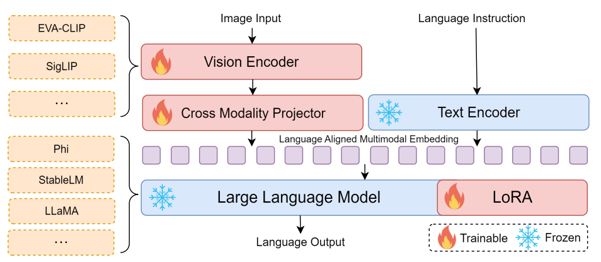 Image Input
Language Instruction
EVA-CLIP
SigLIP
...
Vision Encoder
Cross Modality Projector
Text Encoder
Language Aligned Multimodal Embedding
Phi
StableLM
LLaMA
...
Large Language Model
LoRA
Language Output
Trainable
Frozen